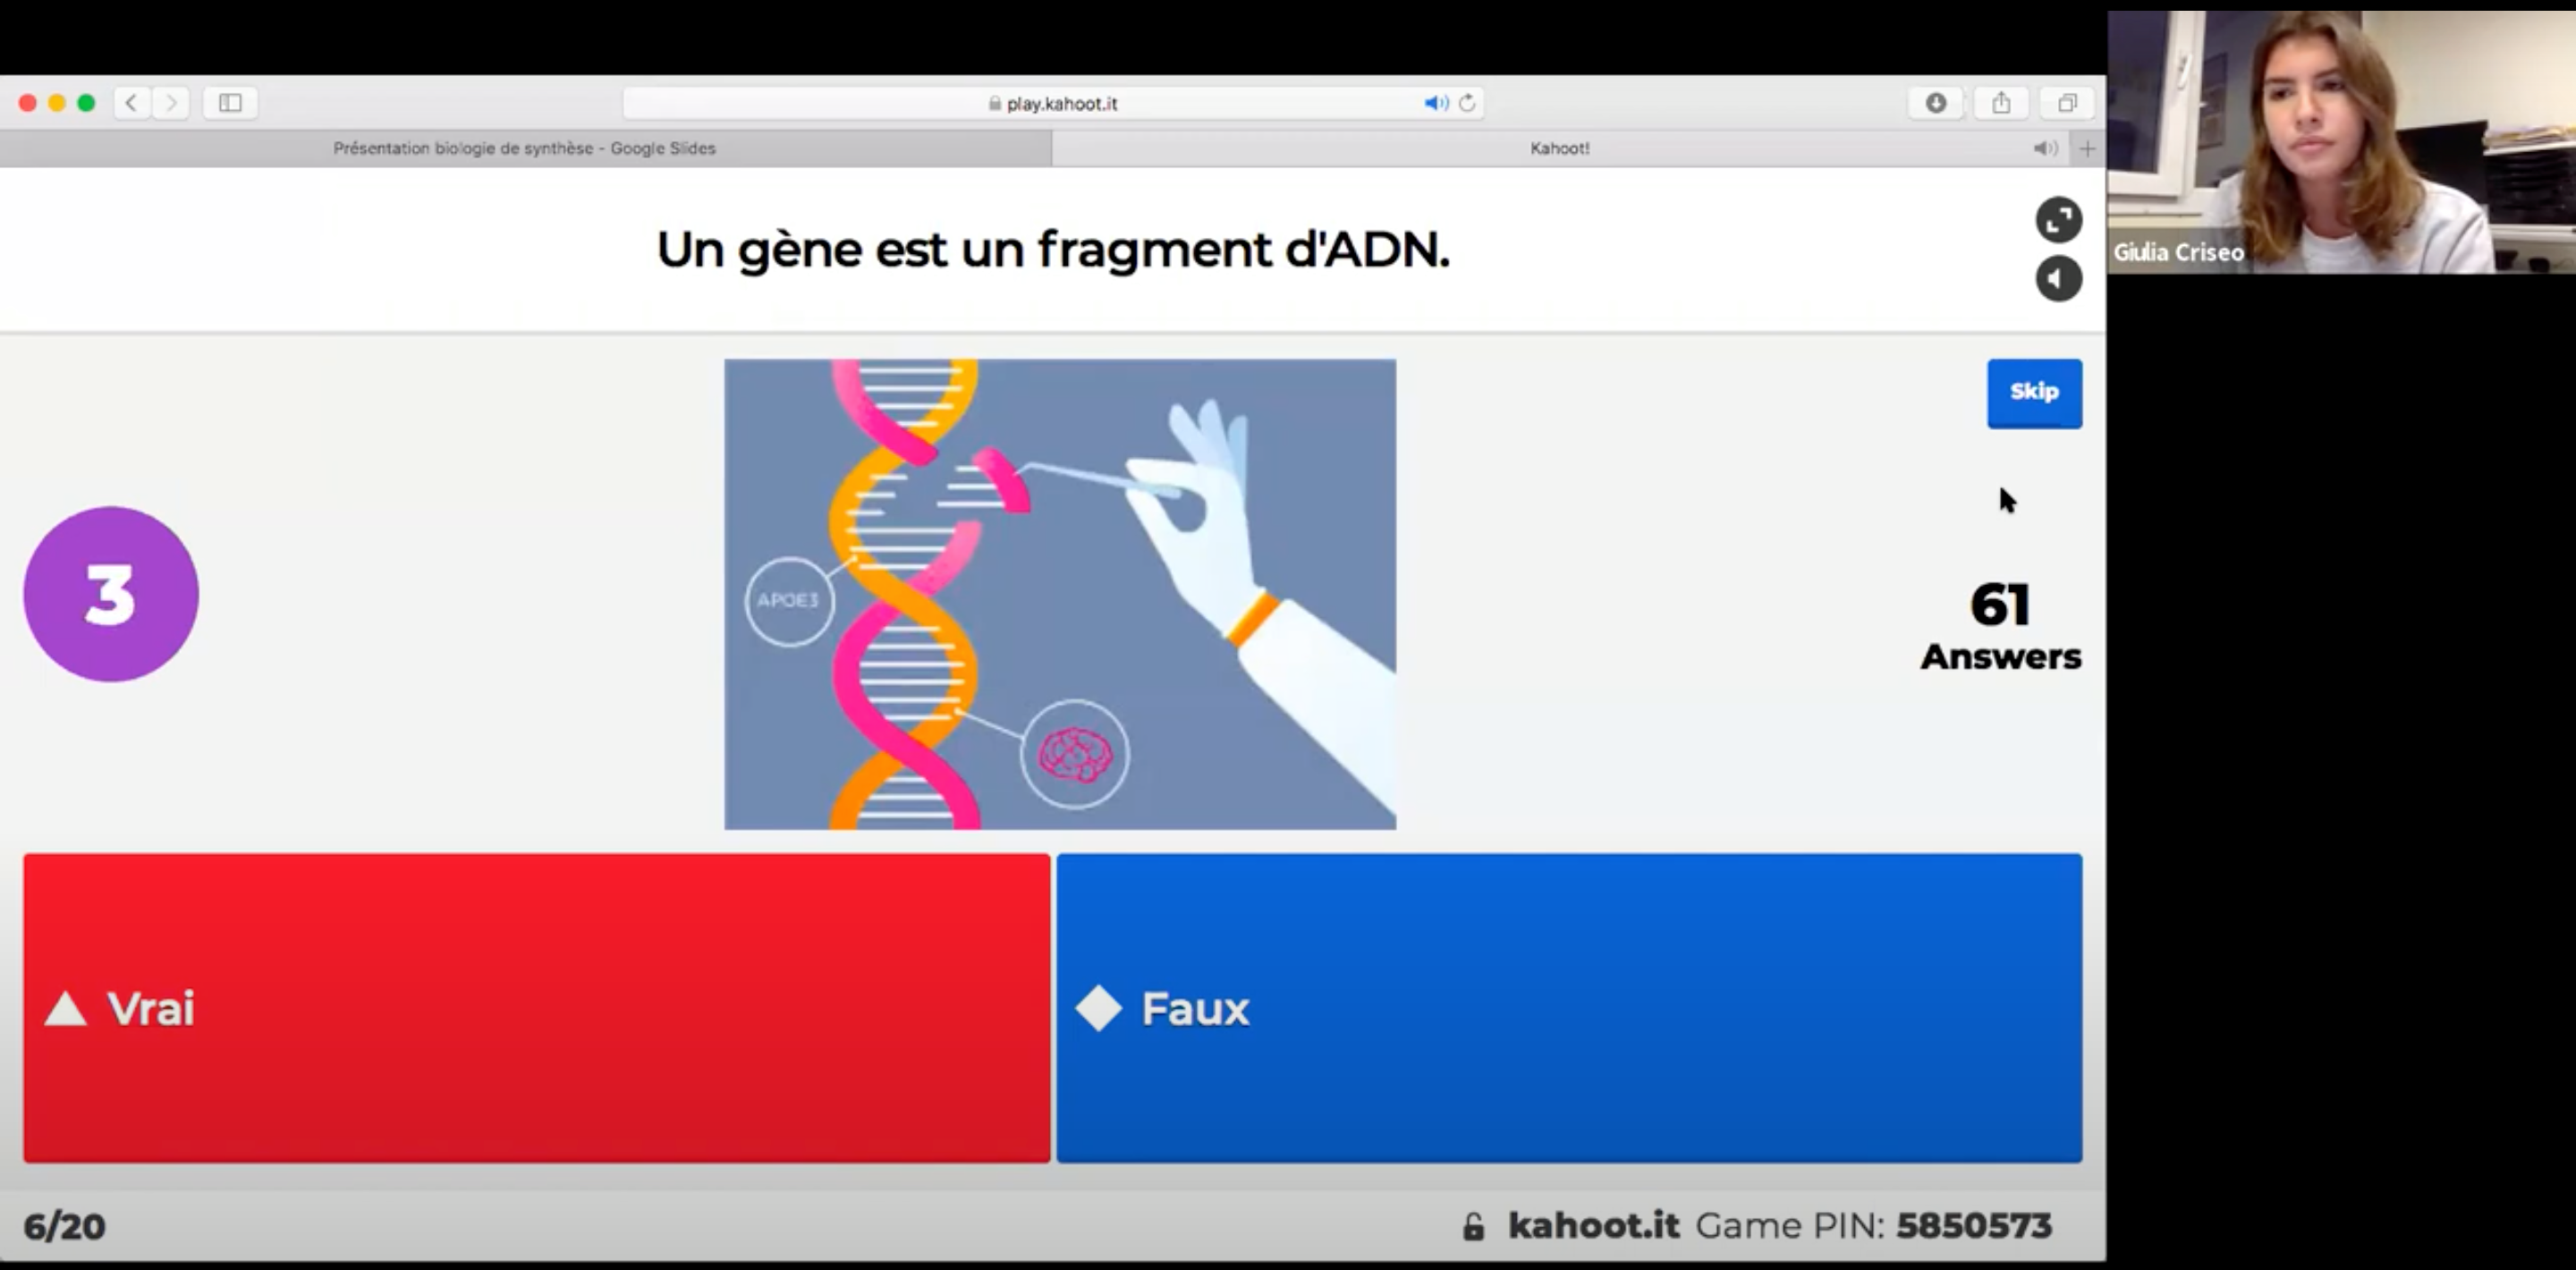 play.kahoot.it
Présentation biologie de synthèse - Google Slides
Kahoot!
Un gène est un fragment d'ADN.
Giulia Criseo
Skip
3
APOE3
61
Answers
Vrai
Faux
6/20
kahoot.it Game PIN: 5850573